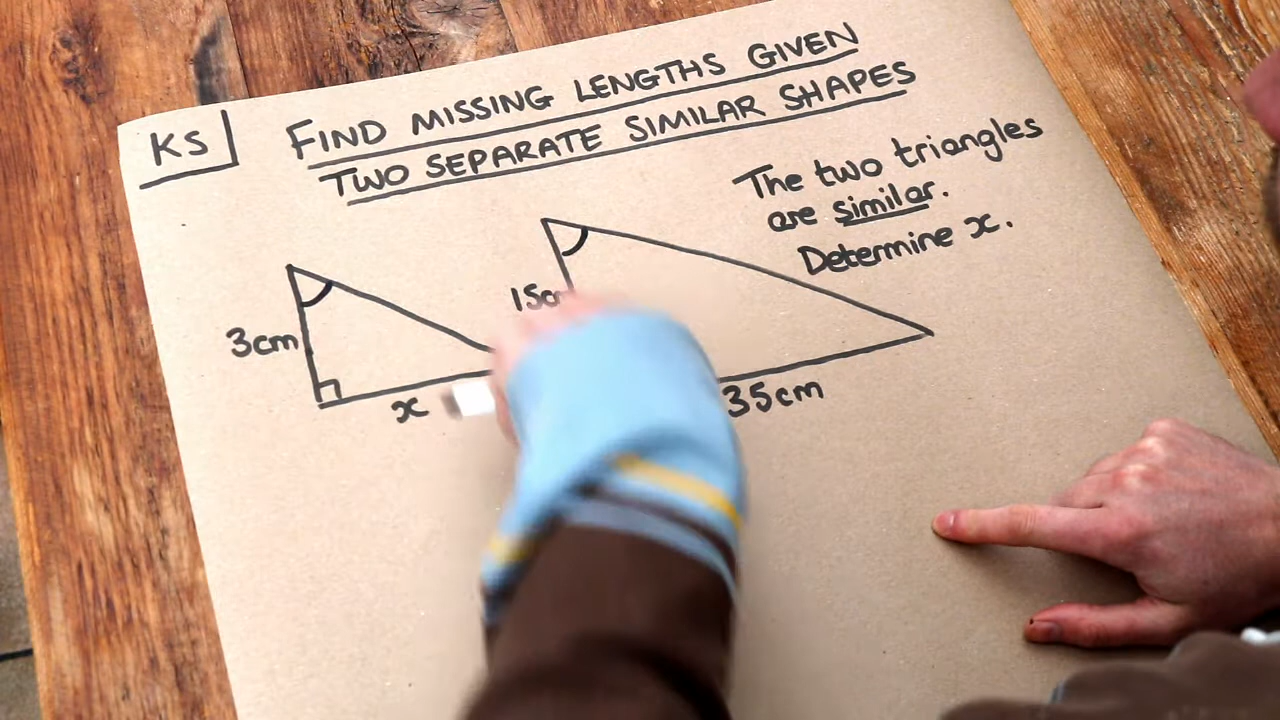 KS
FIND MISSING LENGTHS GIVEN
TWO SEPARATE SIMILAR SHAPES
The two triangles
are similar.
Determine x.
3cm
x
35cm